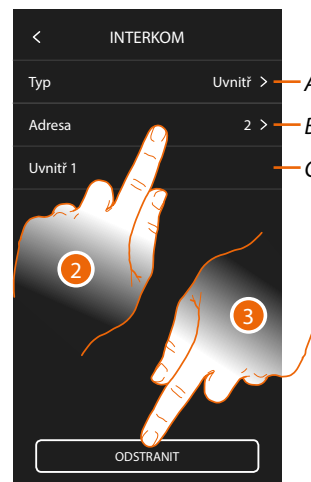 < INTERKOM
Typ Uvnitř > A
Adresa 2 > B
Uvnitř 1 C
2
3
ODSTRANIT